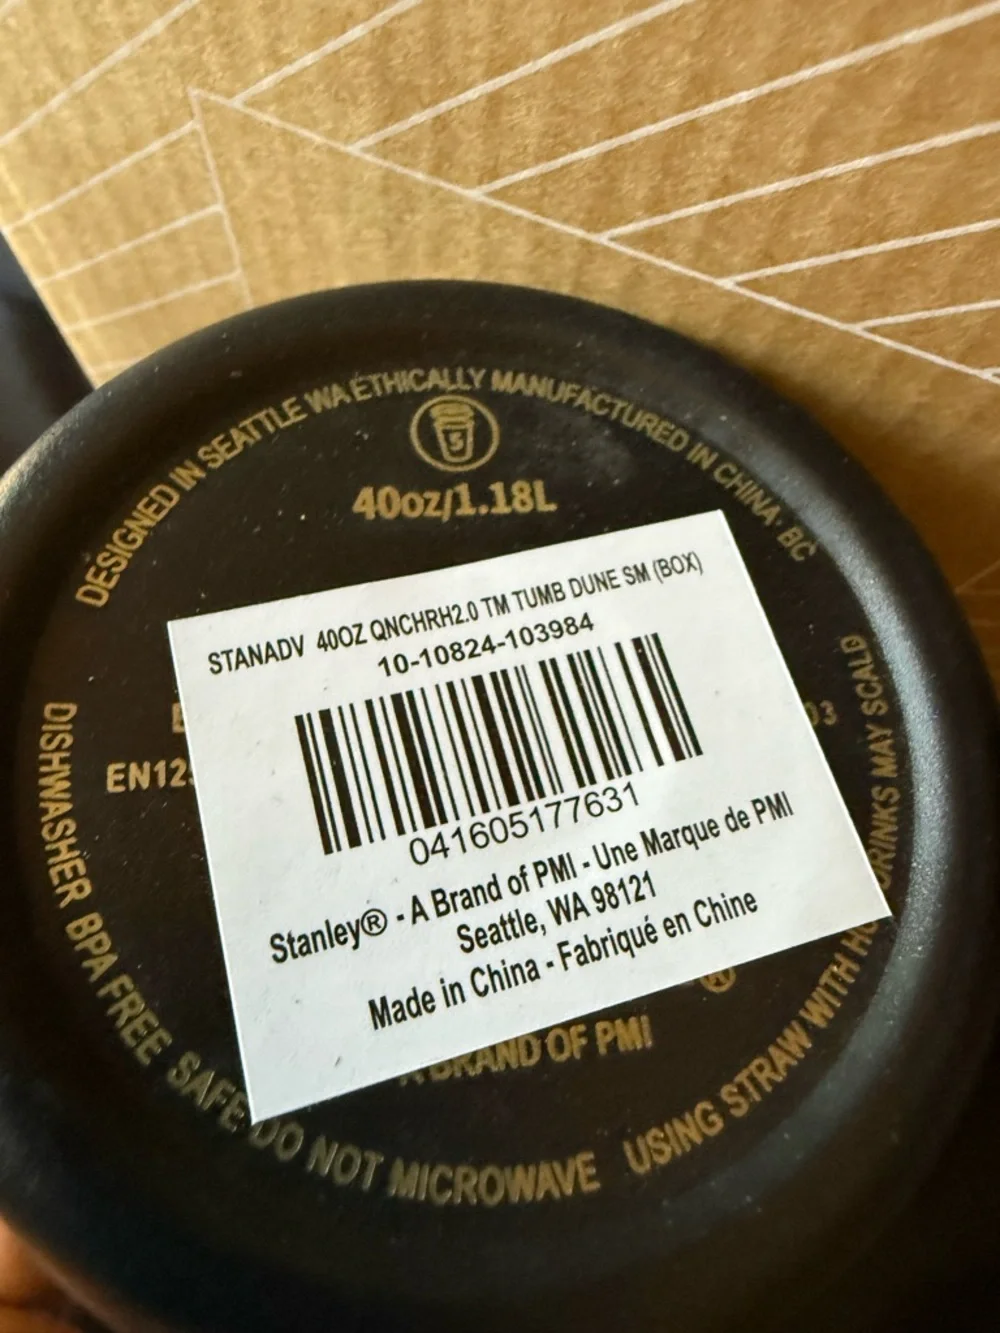 DESIGNED IN SEATTLE WA ETHICALLY MANUFACTURED IN CHINA· BC
S
40oz/1.18L
STANADV 40OZ QNCHRH2.0 TM TUMB DUNE SM (BOX)
10-10824-103984
041605177631
Stanley® - A Brand of PMI - Une Marque de PMI
Seattle, WA 98121
Made in China - Fabriqué en Chine
EN12
03
®
BRAND OF PMI
DISHWASHER SAFE
BPA FREE DO NOT MICROWAVE
USING STRAW WITH DRINKS MAY SCALD